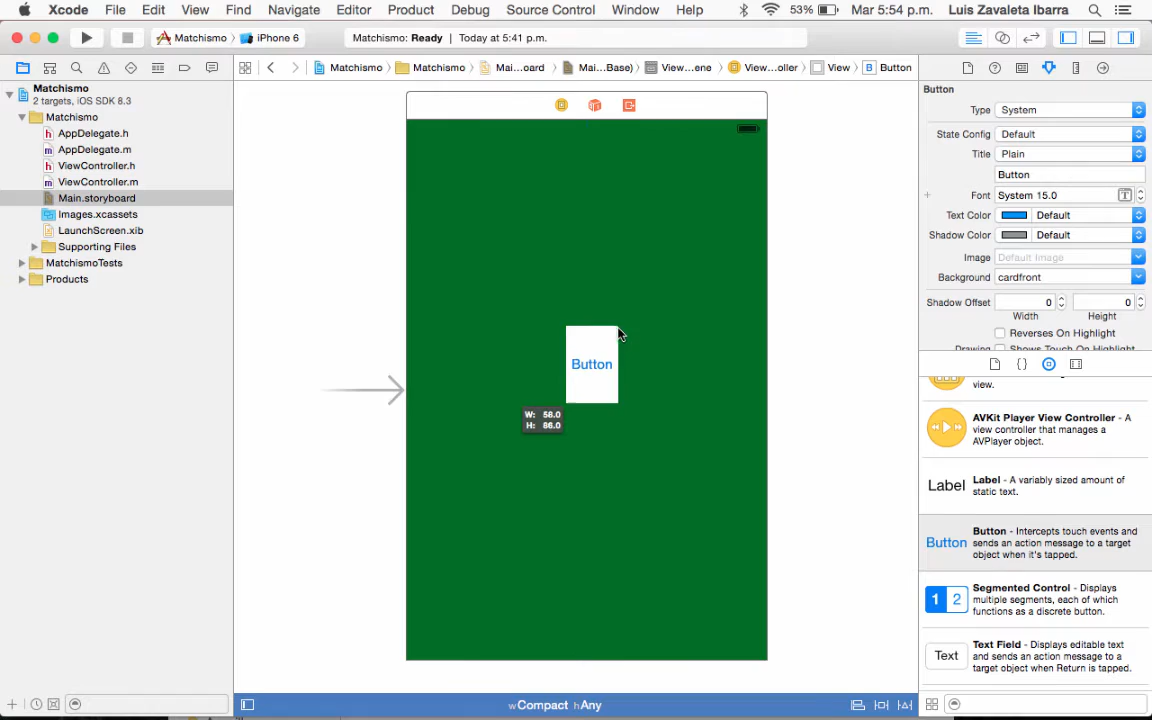 Xcode File Edit View Find Navigate Editor Product Debug Source Control Window Help 53% Mar 5:54 p.m. Luis Zavaleta Ibarra
Matchismo iPhone 6 Matchismo: Ready Today at 5:41 p.m.
Matchismo Matchismo Mai...oard Mai...Base) View...ene View...oller View B Button
Matchismo
2 targets, iOS SDK 8.3
Matchismo
h AppDelegate.h
m AppDelegate.m
h ViewController.h
m ViewController.m
Main.storyboard
Images.xcassets
LaunchScreen.xib
Supporting Files
MatchismoTests
Products
Button
W: 58.0
H: 86.0
wCompact hAny
Button
Type System
State Config Default
Title Plain
Button
Font System 15.0 T
Text Color Default
Shadow Color Default
Image Default Image
Background cardfront
Shadow Offset 0 0
Width Height
Reverses On Highlight
Drawing Shows Touch On Highlight
{ }
view.
AVKit Player View Controller - A
view controller that manages a
AVPlayer object.
Label
Label - A variably sized amount of
static text.
Button
Button - Intercepts touch events and
sends an action message to a target
object when it's tapped.
1 2
Segmented Control - Displays
multiple segments, each of which
functions as a discrete button.
Text
Text Field - Displays editable text
and sends an action message to a
target object when Return is tapped.